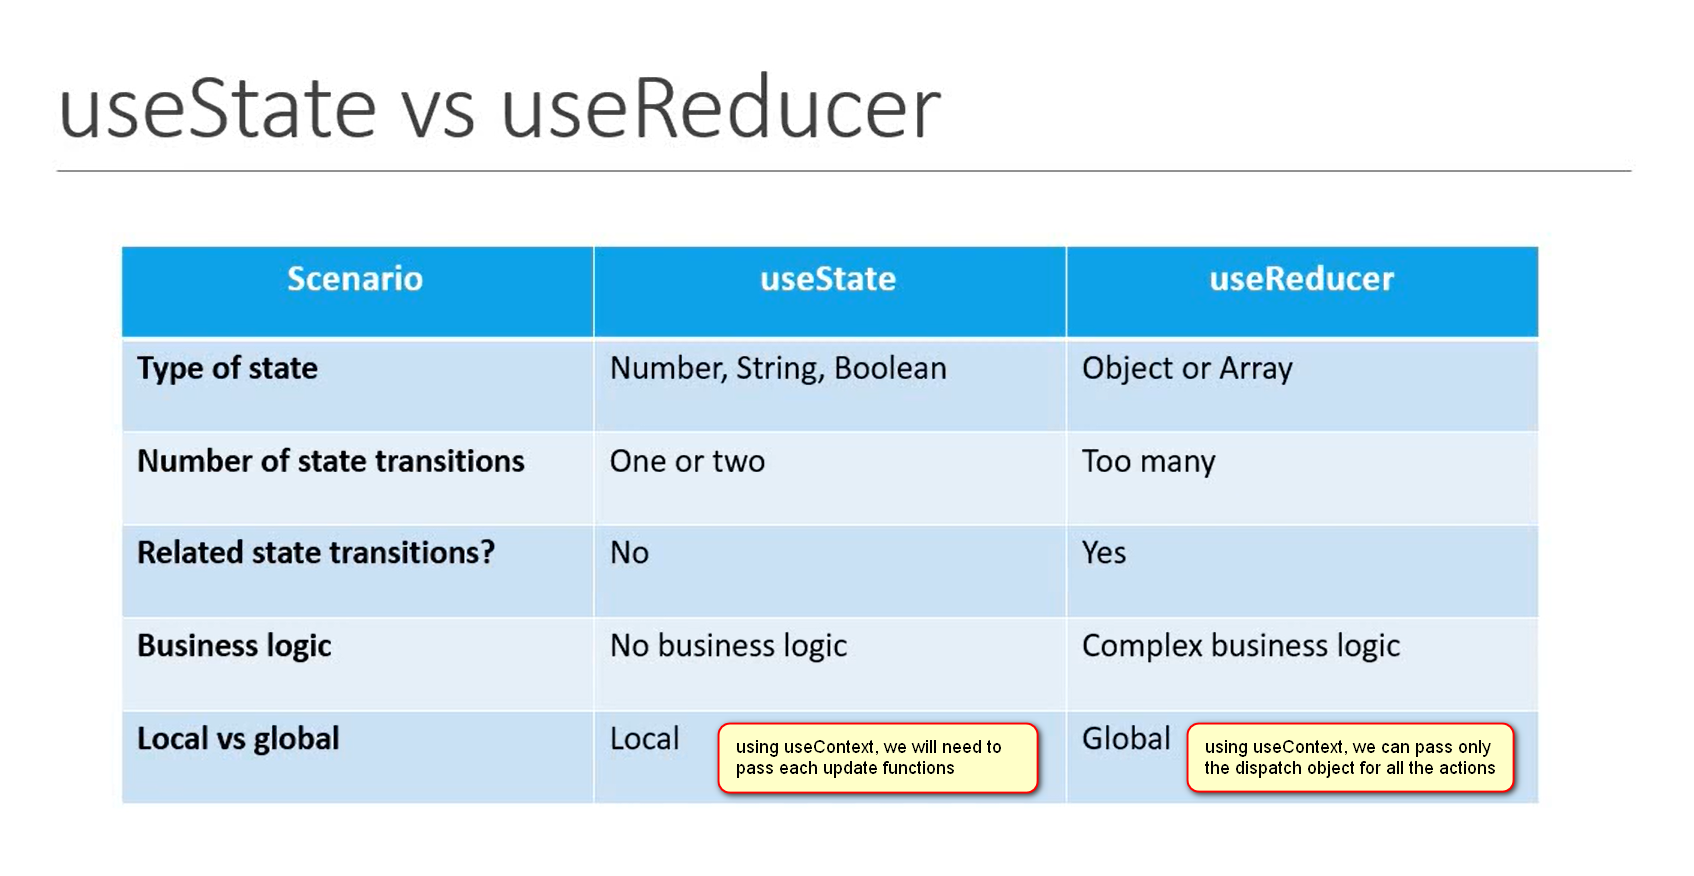 useState vs useReducer
Scenario useState useReducer
Type of state Number, String, Boolean Object or Array
Number of state transitions One or two Too many
Related state transitions? No Yes
Business logic No business logic Complex business logic
Local vs global Local Global
using useContext, we will need to
pass each update functions
using useContext, we can pass only
the dispatch object for all the actions